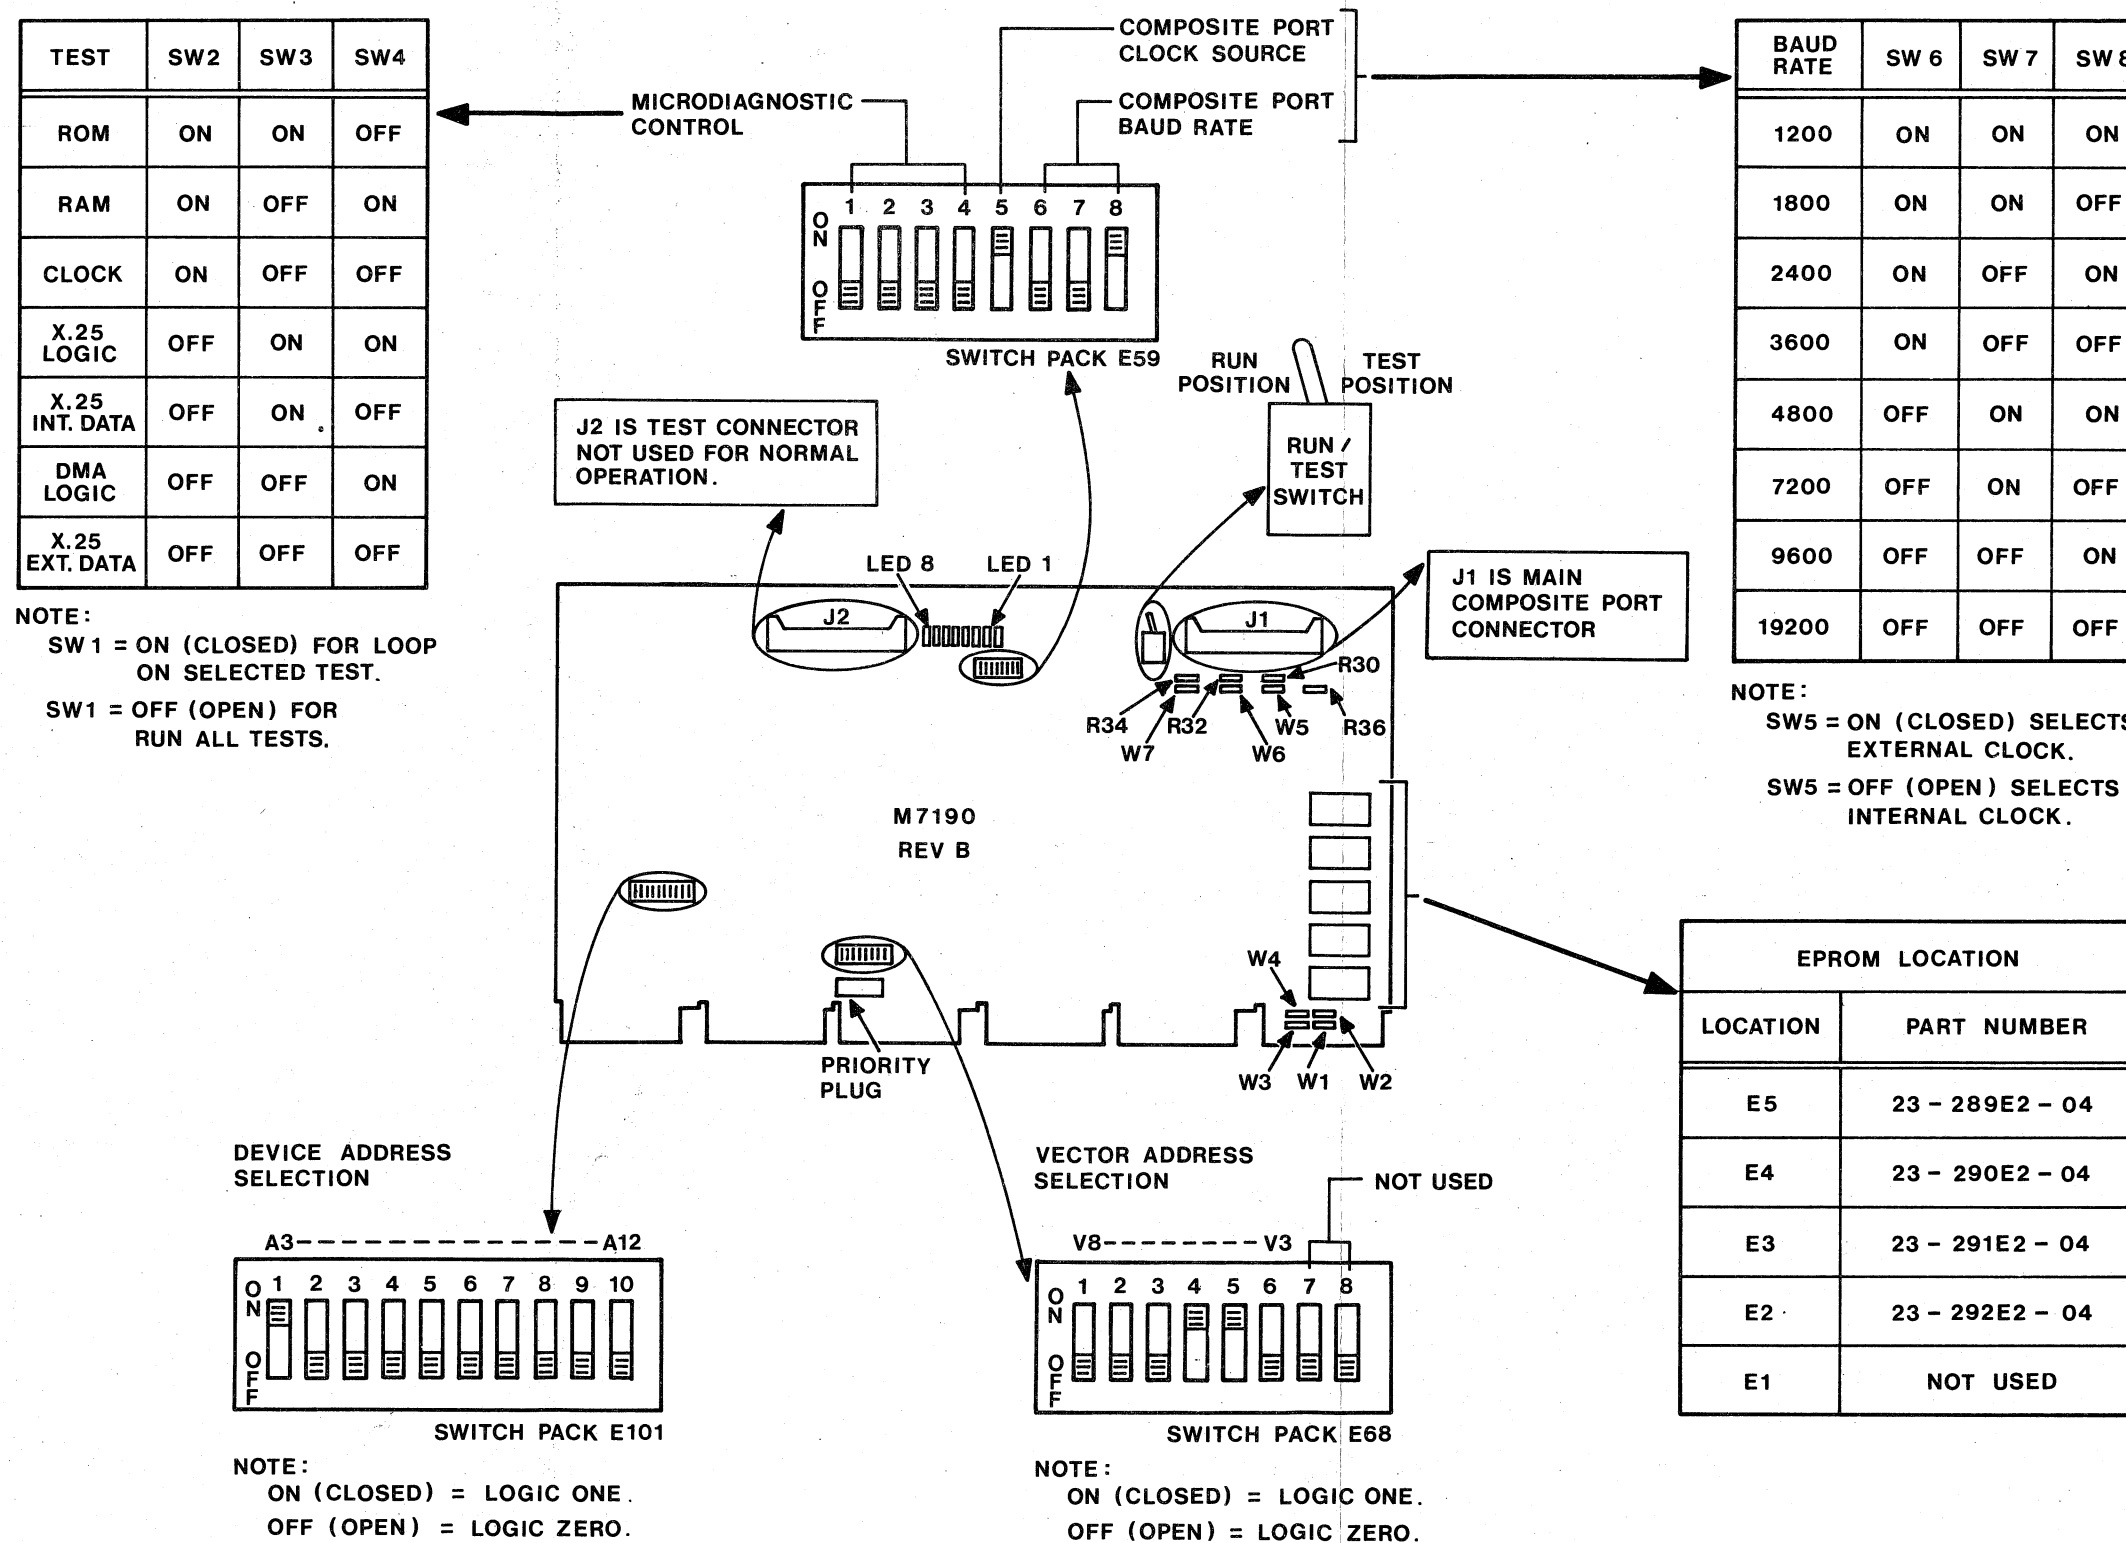 TEST SW2 SW3 SW4
ROM ON ON OFF
RAM ON OFF ON
CLOCK ON OFF OFF
X.25
LOGIC OFF ON ON
X.25
INT. DATA OFF ON OFF
DMA
LOGIC OFF OFF ON
X.25
EXT. DATA OFF OFF OFF
NOTE:
SW1 = ON (CLOSED) FOR LOOP
ON SELECTED TEST.
SW1 = OFF (OPEN) FOR
RUN ALL TESTS.
MICRODIAGNOSTIC
CONTROL
COMPOSITE PORT
CLOCK SOURCE
COMPOSITE PORT
BAUD RATE
1 2 3 4 5 6 7 8
ON
OFF
SWITCH PACK E59
BAUD
RATE SW 6 SW 7 SW 8
1200 ON ON ON
1800 ON ON OFF
2400 ON OFF ON
3600 ON OFF OFF
4800 OFF ON ON
7200 OFF ON OFF
9600 OFF OFF ON
19200 OFF OFF OFF
NOTE:
SW5 = ON (CLOSED) SELECTS
EXTERNAL CLOCK.
SW5 = OFF (OPEN) SELECTS
INTERNAL CLOCK.
RUN
POSITION
TEST
POSITION
RUN /
TEST
SWITCH
J2 IS TEST CONNECTOR
NOT USED FOR NORMAL
OPERATION.
LED 8 LED 1
J1 IS MAIN
COMPOSITE PORT
CONNECTOR
J2
J1
R30
R34 R32 W5 R36
W7 W6
M7190
REV B
W4
W3 W1 W2
PRIORITY
PLUG
EPROM LOCATION
LOCATION PART NUMBER
E5 23 - 289E2 - 04
E4 23 - 290E2 - 04
E3 23 - 291E2 - 04
E2 23 - 292E2 - 04
E1 NOT USED
DEVICE ADDRESS
SELECTION
A3----------------A12
1 2 3 4 5 6 7 8 9 10
ON
OFF
SWITCH PACK E101
NOTE:
ON (CLOSED) = LOGIC ONE.
OFF (OPEN) = LOGIC ZERO.
VECTOR ADDRESS
SELECTION
NOT USED
V8--------V3
1 2 3 4 5 6 7 8
ON
OFF
SWITCH PACK E68
NOTE:
ON (CLOSED) = LOGIC ONE.
OFF (OPEN) = LOGIC ZERO.